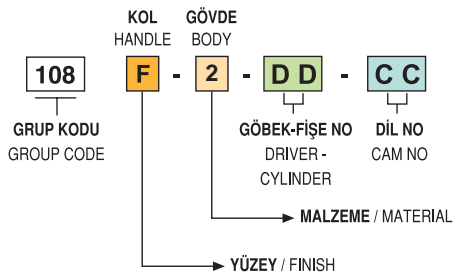 KOL GÖVDE
HANDLE BODY
108 F - 2 - D D - C C
GRUP KODU GÖBEK-FİŞE NO DİL NO
GROUP CODE DRIVER - CAM NO
CYLINDER
MALZEME / MATERIAL
YÜZEY / FINISH